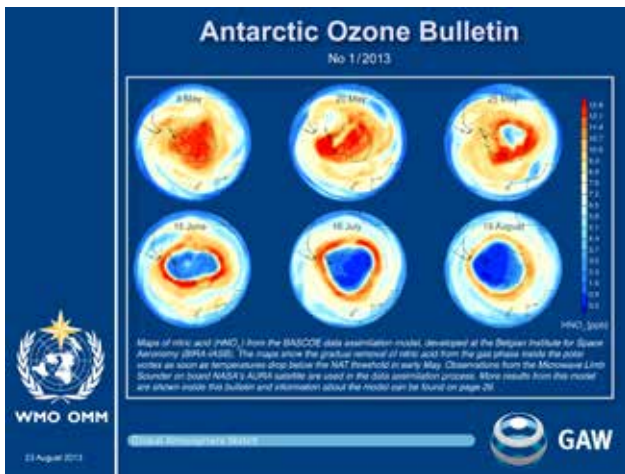 Antarctic Ozone Bulletin
No 1/2013
20 May
15 June
16 July
19 August
HNO₃ [ppb]
Maps of nitric acid (HNO₃) from the BASCOE data assimilation model, developed at the Belgian Institute for Space
Aeronomy (BIRA-IASB). The maps show the gradual removal of nitric acid from the gas phase inside the polar
vortex as soon as temperatures drop below the NAT threshold in early May. Observations from the Microwave Limb
Sounder on board NASA's AURA satellite are used in the data assimilation process. More results from this model
are shown inside this bulletin and information about the model can be found on page 26.
WMO OMM
Global Atmosphere Watch
GAW
23 August 2013